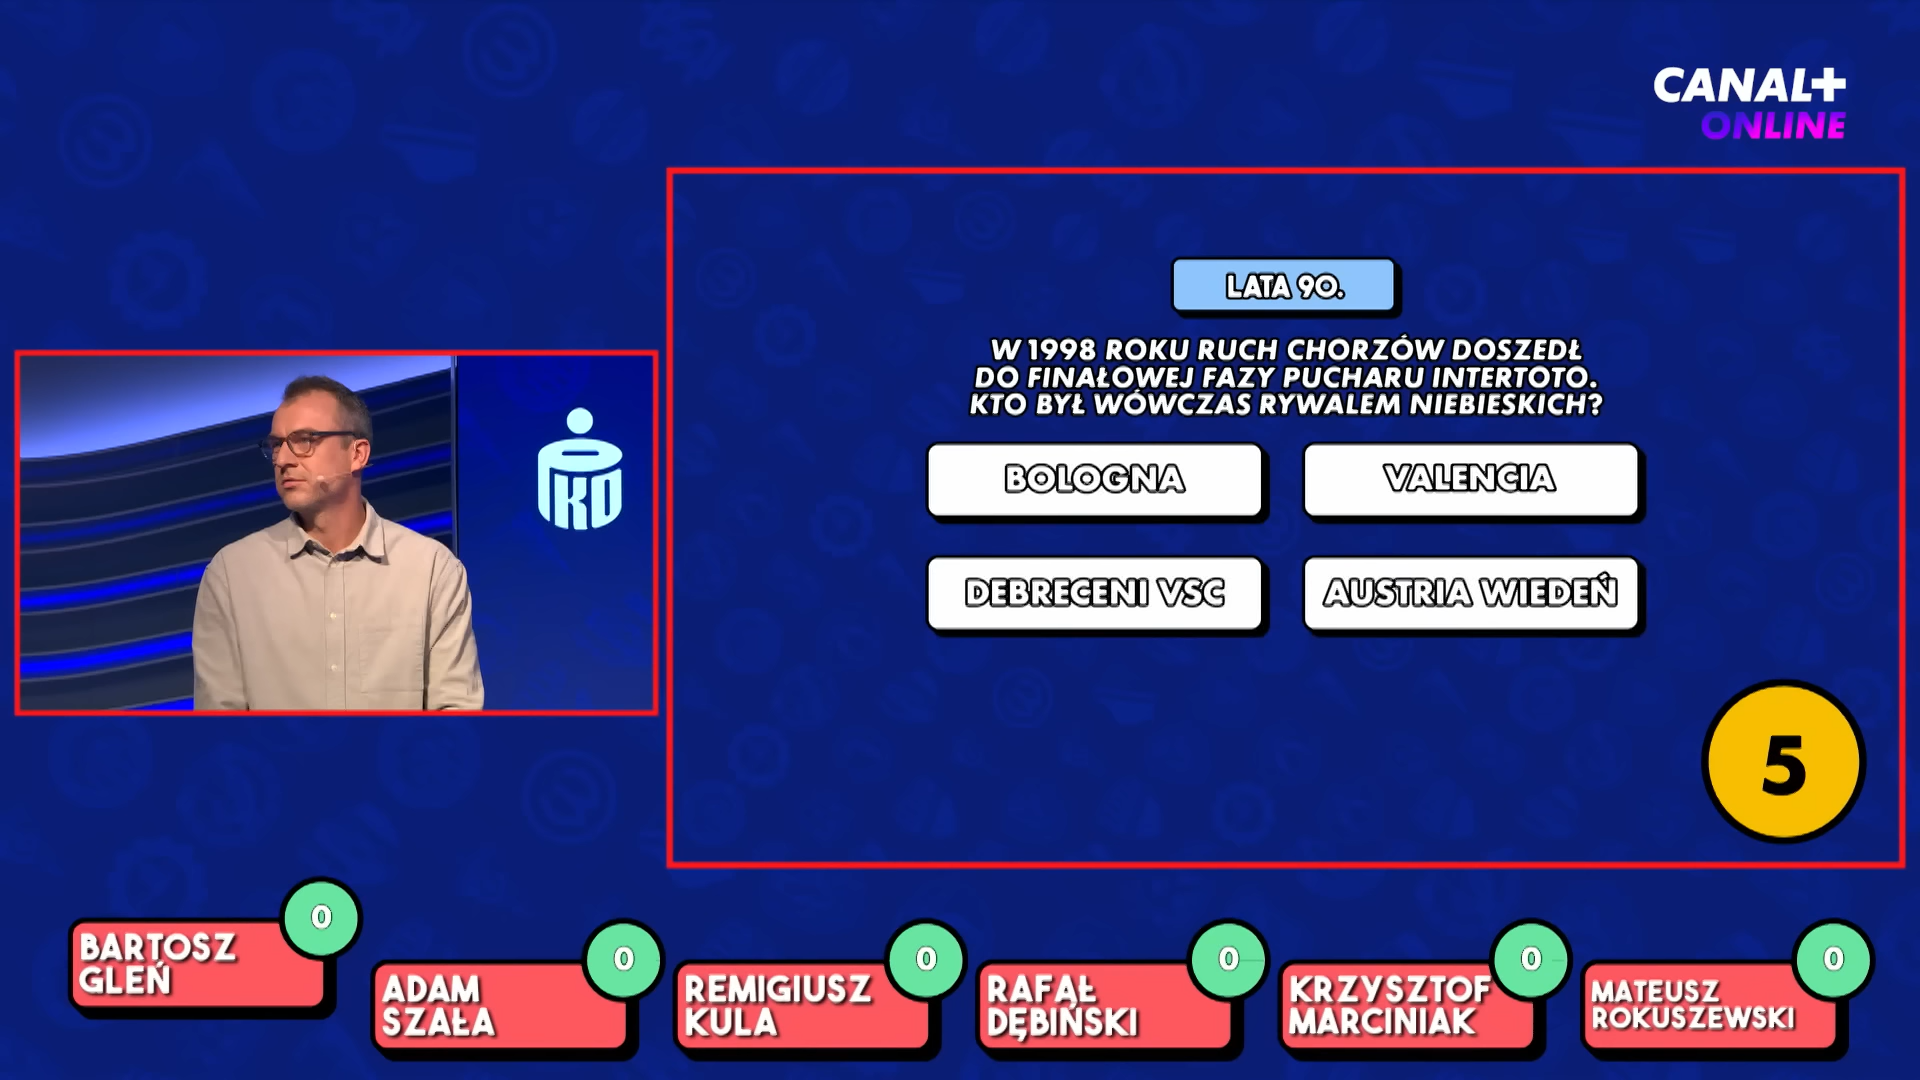 CANAL+
ONLINE
LATA 90.
W 1998 ROKU RUCH CHORZÓW DOSZEDŁ
DO FINAŁOWEJ FAZY PUCHARU INTERTOTO.
KTO BYŁ WÓWCZAS RYWALEM NIEBIESKICH?
BOLOGNA
VALENCIA
DEBRECENI VSC
AUSTRIA WIEDEŃ
PKO
5
BARTOSZ
GLEŃ
0
ADAM
SZAŁA
0
REMIGIUSZ
KULA
0
RAFAŁ
DĘBIŃSKI
0
KRZYSZTOF
MARCINIAK
0
MATEUSZ
ROKUSZEWSKI
0